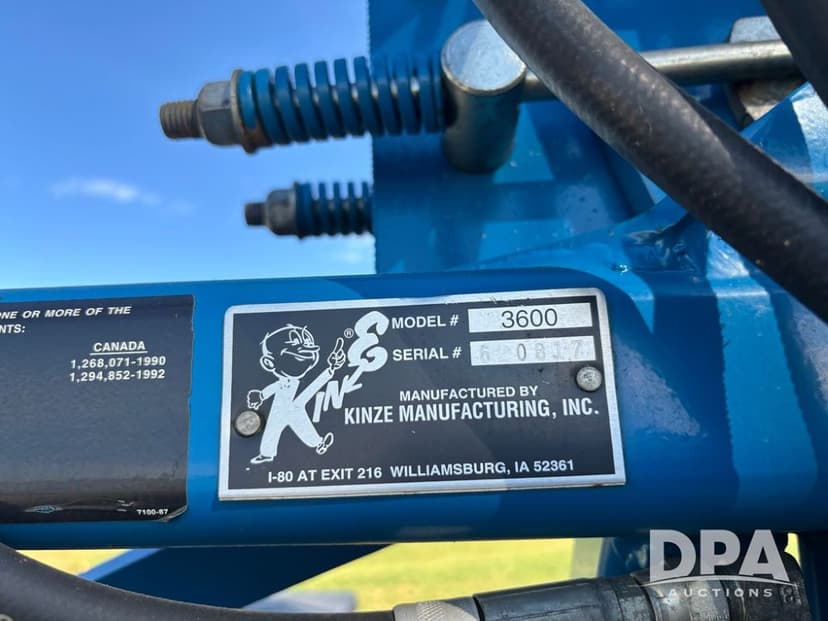 ONE OR MORE OF THE
NTS:
CANADA
1,268,071-1990
1,294,852-1992
7100-87
KINZE®
MODEL # 3600
SERIAL #
MANUFACTURED BY
KINZE MANUFACTURING, INC.
I-80 AT EXIT 216 WILLIAMSBURG, IA 52361
DPA
AUCTIONS